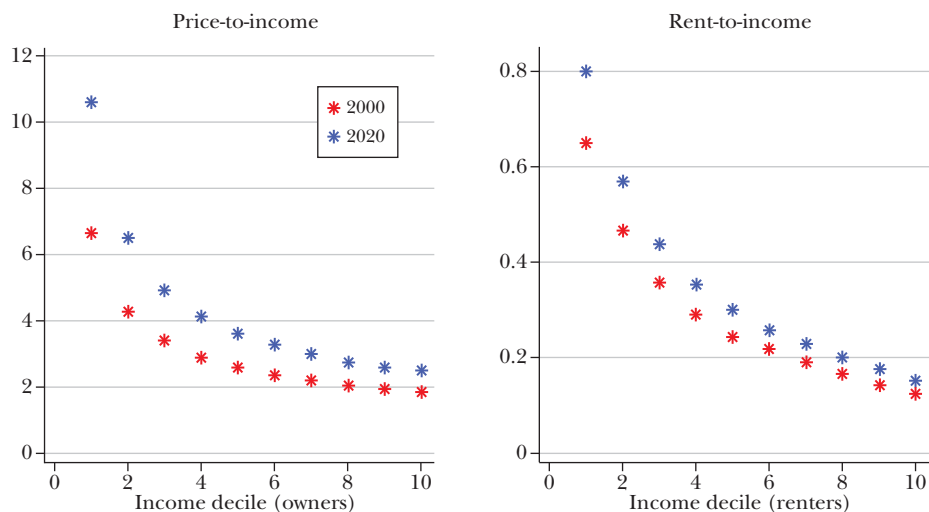 Price-to-income
12
10
8
6
4
2
0
2000
2020
0 2 4 6 8 10
Income decile (owners)
Rent-to-income
0.8
0.6
0.4
0.2
0
0 2 4 6 8 10
Income decile (renters)